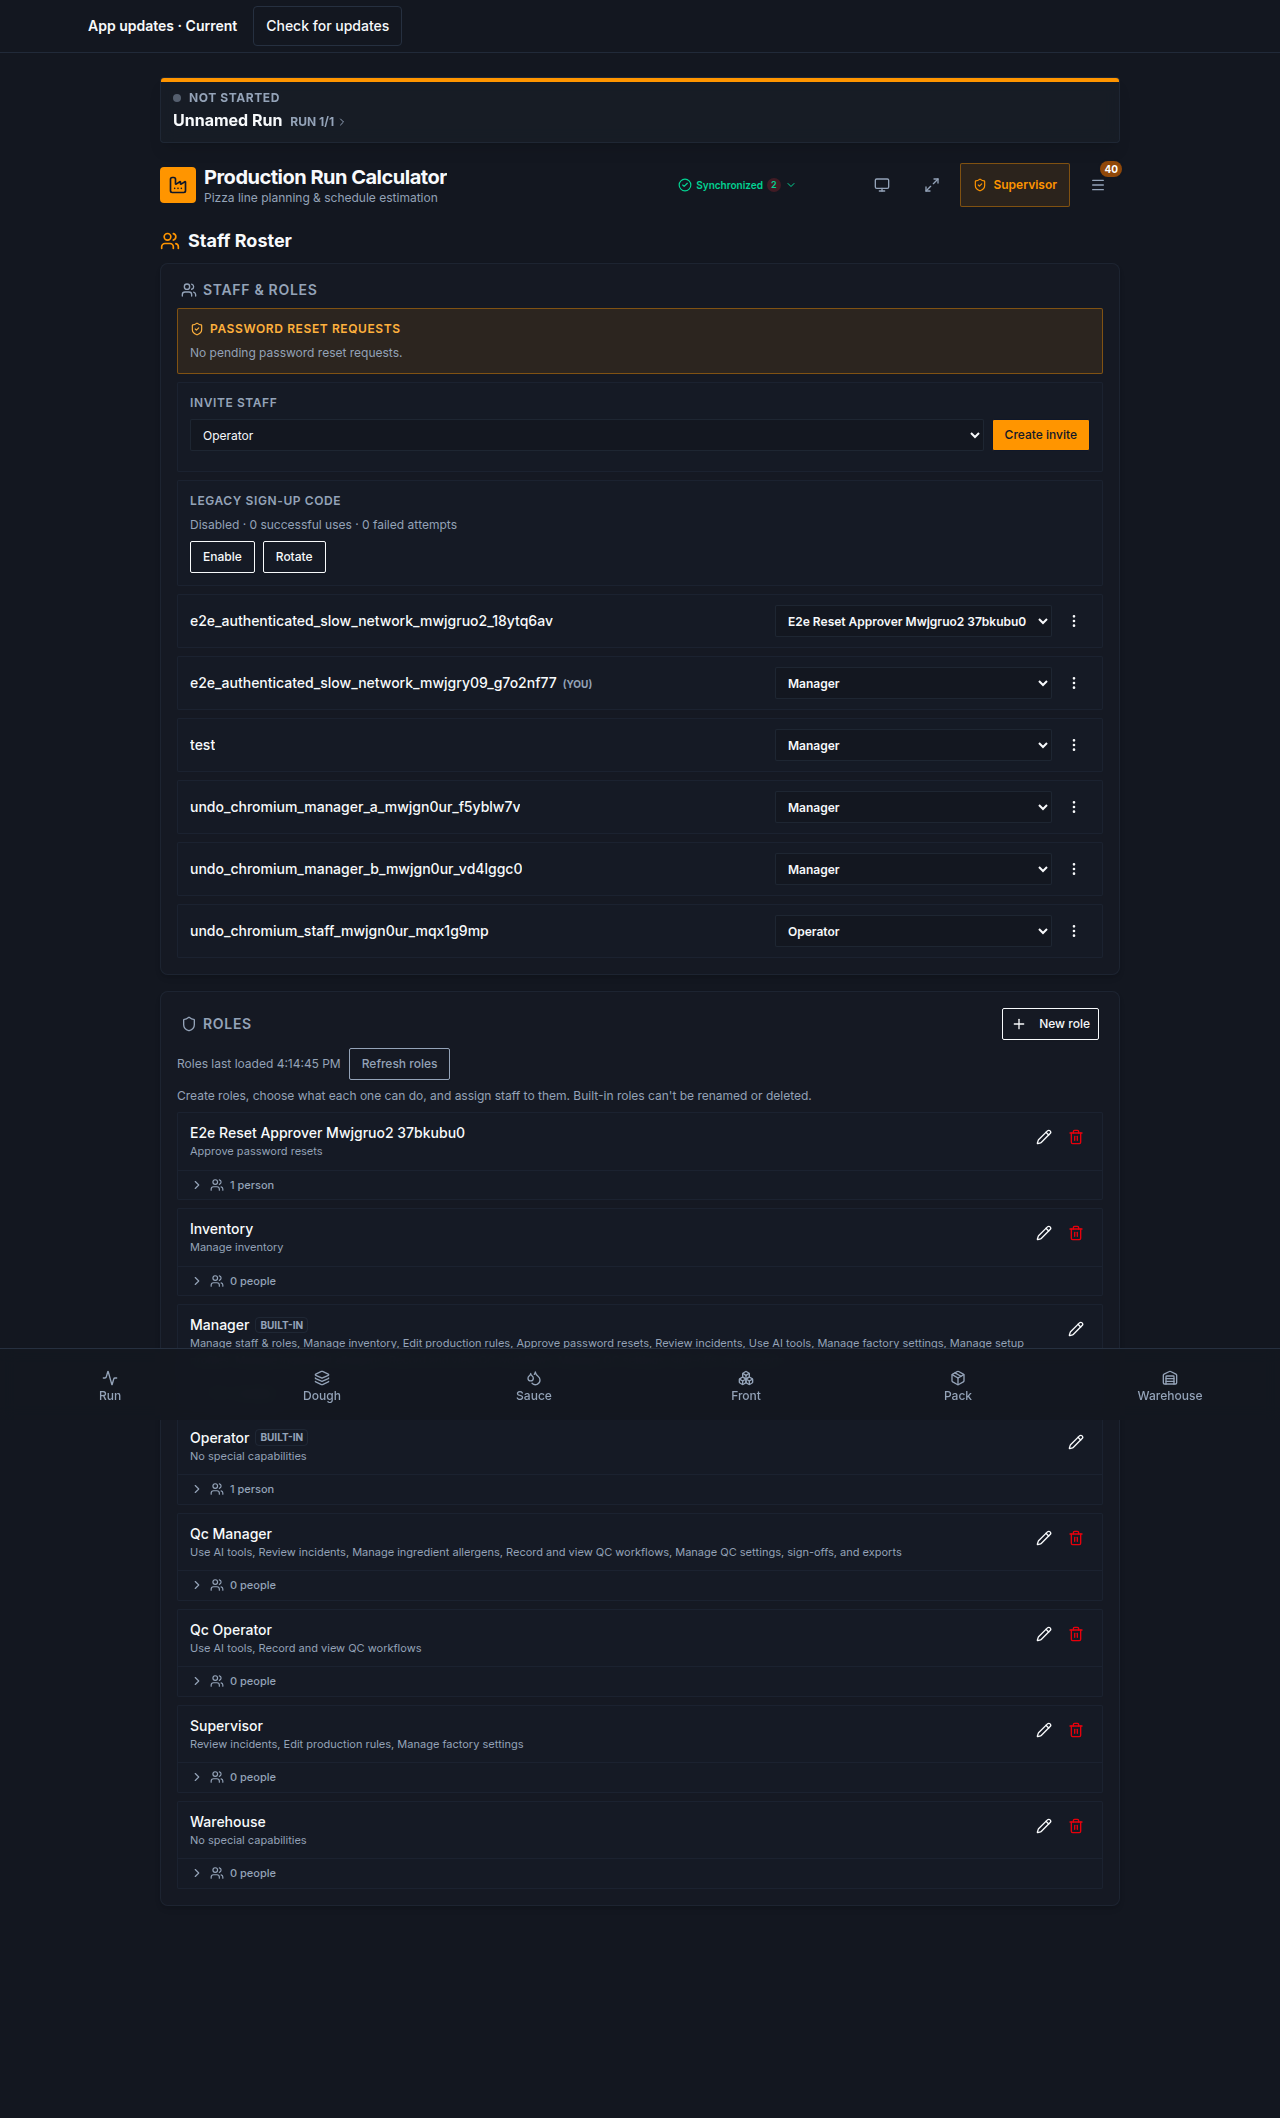 App updates · Current
Check for updates
NOT STARTED
Unnamed Run RUN 1/1
Production Run Calculator
Pizza line planning & schedule estimation
Synchronized 2
Supervisor
40
Staff Roster
STAFF & ROLES
PASSWORD RESET REQUESTS
No pending password reset requests.
INVITE STAFF
Operator
Create invite
LEGACY SIGN-UP CODE
Disabled · 0 successful uses · 0 failed attempts
Enable
Rotate
e2e_authenticated_slow_network_mwjgruo2_18ytq6av
E2e Reset Approver Mwjgruo2 37bkubu0
e2e_authenticated_slow_network_mwjgry09_g7o2nf77 (YOU)
Manager
test
Manager
undo_chromium_manager_a_mwjgn0ur_f5yblw7v
Manager
undo_chromium_manager_b_mwjgn0ur_vd4lggc0
Manager
undo_chromium_staff_mwjgn0ur_mqx1g9mp
Operator
ROLES
New role
Roles last loaded 4:14:45 PM
Refresh roles
Create roles, choose what each one can do, and assign staff to them. Built-in roles can't be renamed or deleted.
E2e Reset Approver Mwjgruo2 37bkubu0
Approve password resets
1 person
Inventory
Manage inventory
0 people
Manager BUILT-IN
Manage staff & roles, Manage inventory, Edit production rules, Approve password resets, Review incidents, Use AI tools, Manage factory settings, Manage setup
Run
Dough
Sauce
Front
Pack
Warehouse
Operator BUILT-IN
No special capabilities
1 person
Qc Manager
Use AI tools, Review incidents, Manage ingredient allergens, Record and view QC workflows, Manage QC settings, sign-offs, and exports
0 people
Qc Operator
Use AI tools, Record and view QC workflows
0 people
Supervisor
Review incidents, Edit production rules, Manage factory settings
0 people
Warehouse
No special capabilities
0 people